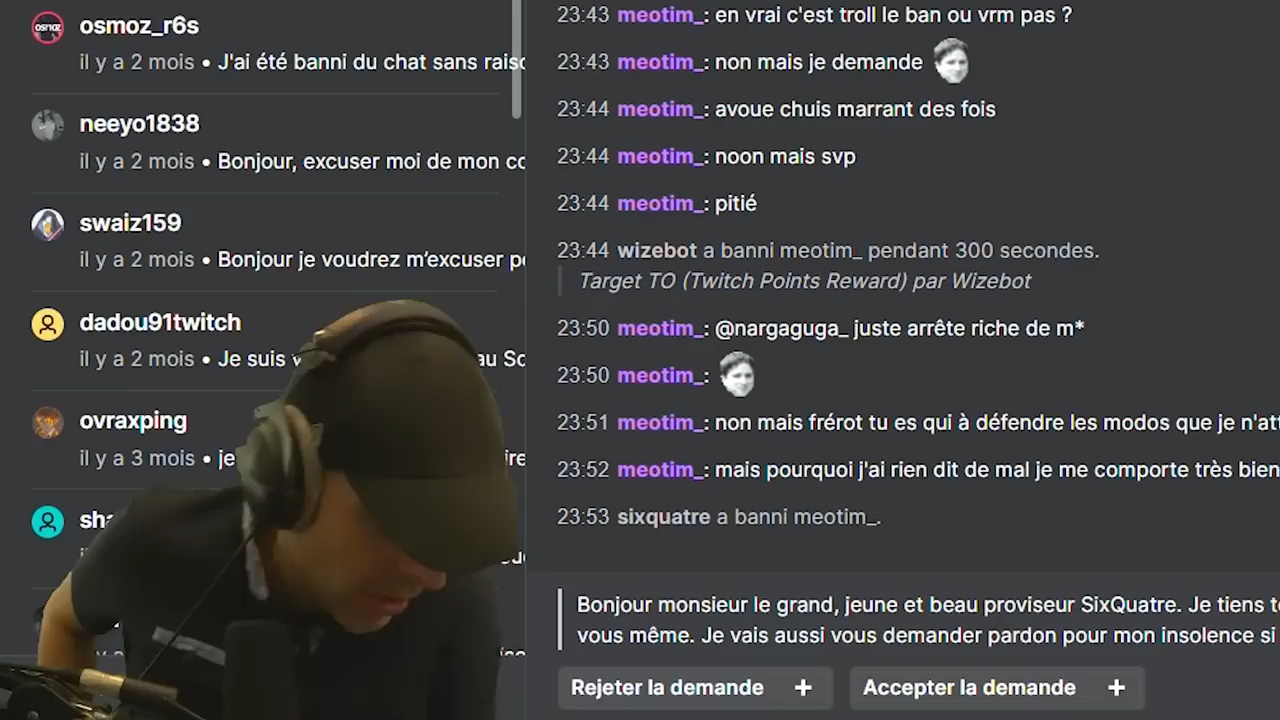 osmoz_r6s
il y a 2 mois • J'ai été banni du chat sans raiso
neeyo1838
il y a 2 mois • Bonjour, excuser moi de mon co
swaiz159
il y a 2 mois • Bonjour je voudrez m'excuser p
dadou91twitch
il y a 2 mois • Je suis v au So
ovraxping
il y a 3 mois • je ire
sha
23:43 meotim_: en vrai c'est troll le ban ou vrm pas ?
23:43 meotim_: non mais je demande
23:44 meotim_: avoue chuis marrant des fois
23:44 meotim_: noon mais svp
23:44 meotim_: pitié
23:44 wizebot a banni meotim_ pendant 300 secondes.
Target TO (Twitch Points Reward) par Wizebot
23:50 meotim_: @nargaguga_ juste arrête riche de m*
23:50 meotim_:
23:51 meotim_: non mais frérot tu es qui à défendre les modos que je n'at
23:52 meotim_: mais pourquoi j'ai rien dit de mal je me comporte très bien
23:53 sixquatre a banni meotim_.
Bonjour monsieur le grand, jeune et beau proviseur SixQuatre. Je tiens t
vous même. Je vais aussi vous demander pardon pour mon insolence si
Rejeter la demande +
Accepter la demande +